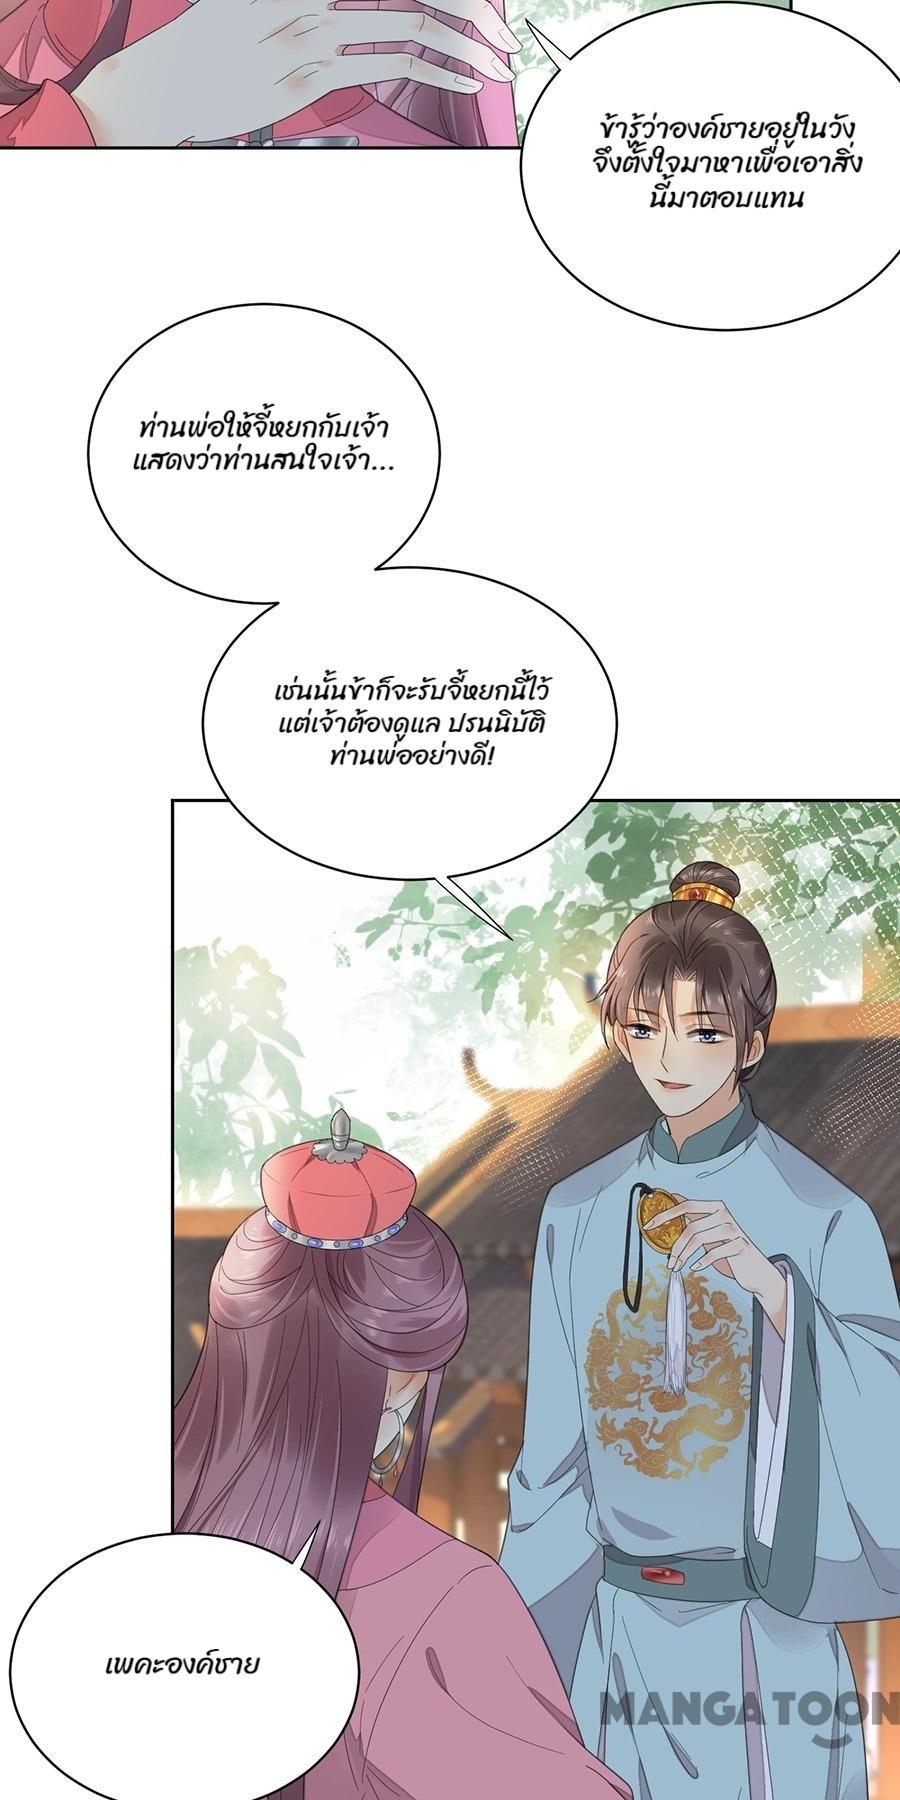 ข้ารู้ว่าองค์ชายอยู่ในวัง
จึงตั้งใจมาหาเพื่อเอาสิ่ง
นี้มาตอบแทน
ท่านพ่อให้จี้หยกกับเจ้า
แสดงว่าท่านสนใจเจ้า...
เช่นนั้นข้าก็จะรับจี้หยกนี้ไว้
แต่เจ้าต้องดูแล ปรนนิบัติ
ท่านพ่ออย่างดี!
เพคะองค์ชาย
MANGATOON